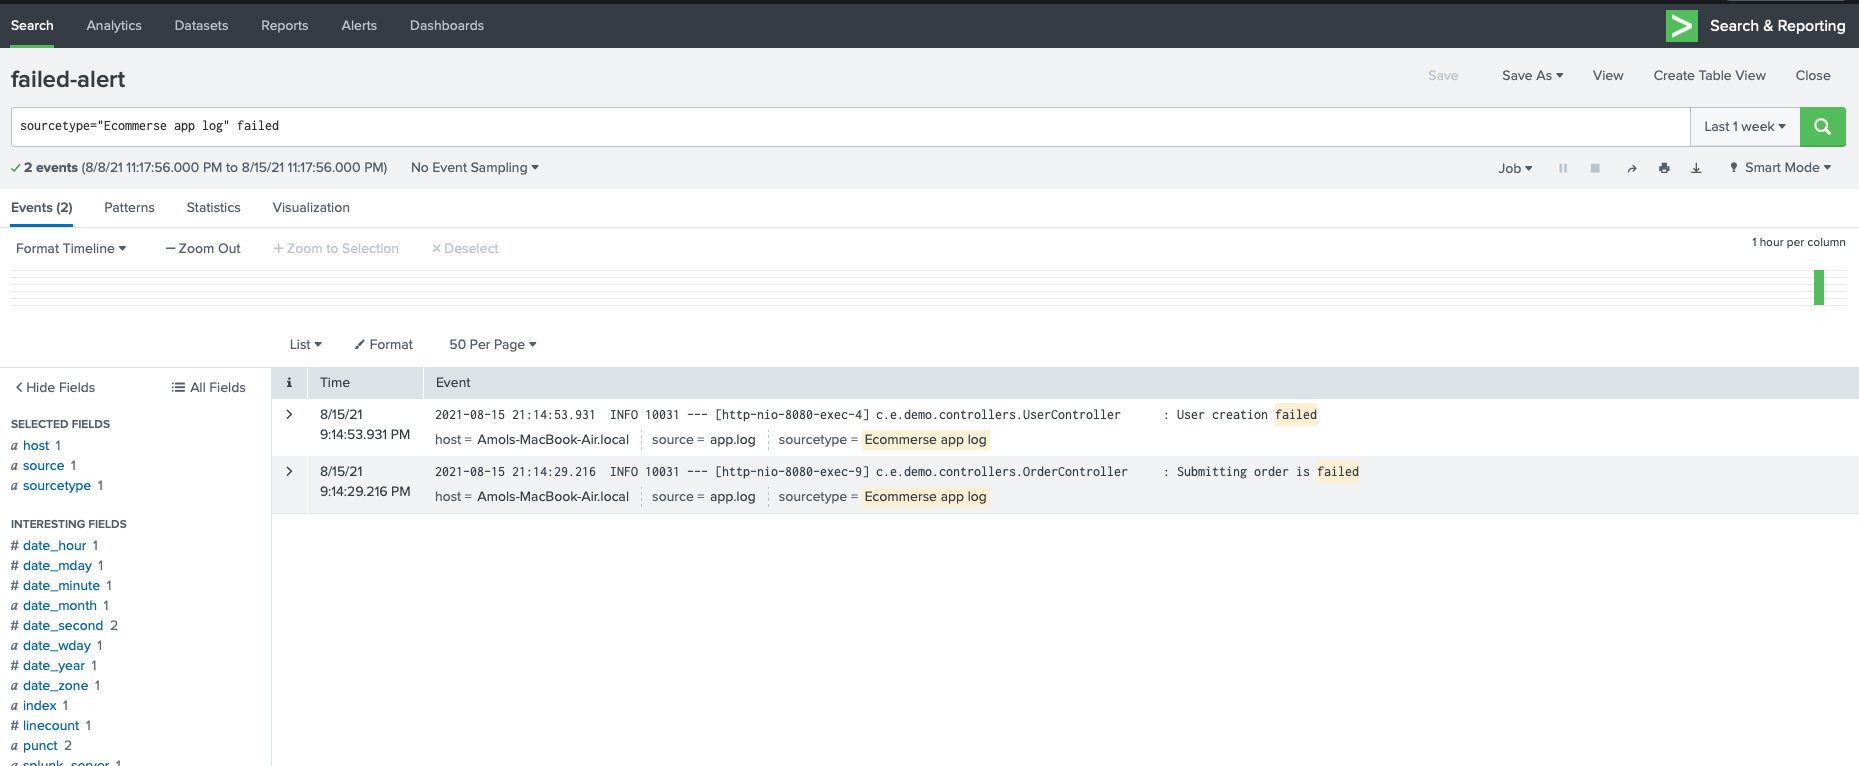 Search Analytics Datasets Reports Alerts Dashboards Search & Reporting
failed-alert Save Save As View Create Table View Close
sourcetype="Ecommerse app log" failed Last 1 week
2 events (8/8/21 11:17:56.000 PM to 8/15/21 11:17:56.000 PM) No Event Sampling Job Smart Mode
Events (2) Patterns Statistics Visualization
Format Timeline — Zoom Out + Zoom to Selection × Deselect 1 hour per column
List Format 50 Per Page
< Hide Fields All Fields
SELECTED FIELDS
a host 1
a source 1
a sourcetype 1
INTERESTING FIELDS
# date_hour 1
# date_mday 1
# date_minute 1
a date_month 1
# date_second 2
a date_wday 1
# date_year 1
a date_zone 1
a index 1
# linecount 1
a punct 2
a splunk_server 1
i Time Event
> 8/15/21
9:14:53.931 PM
2021-08-15 21:14:53.931 INFO 10031 --- [http-nio-8080-exec-4] c.e.demo.controllers.UserController : User creation failed
host = Amols-MacBook-Air.local source = app.log sourcetype = Ecommerse app log
> 8/15/21
9:14:29.216 PM
2021-08-15 21:14:29.216 INFO 10031 --- [http-nio-8080-exec-9] c.e.demo.controllers.OrderController : Submitting order is failed
host = Amols-MacBook-Air.local source = app.log sourcetype = Ecommerse app log